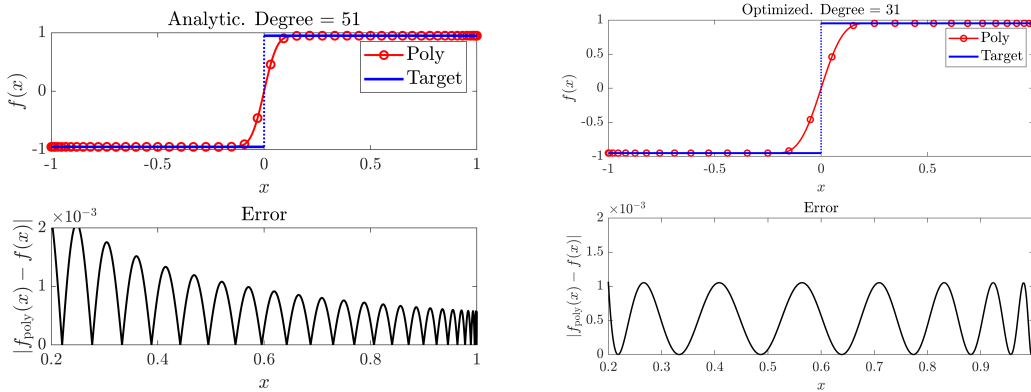 Analytic. Degree = 51
1
0
-1
f(x)
Poly
Target
-1
-0.5
0
0.5
1
x
Error
×10⁻³
2
1
0
|f_poly(x) − f(x)|
0.2
0.4
0.6
0.8
1
x
Optimized. Degree = 31
1
0.5
0
-0.5
-1
f(x)
Poly
Target
-1
-0.5
0
0.5
x
Error
×10⁻³
2
1.5
1
0.5
0
|f_poly(x) − f(x)|
0.2
0.3
0.4
0.5
0.6
0.7
0.8
0.9
x